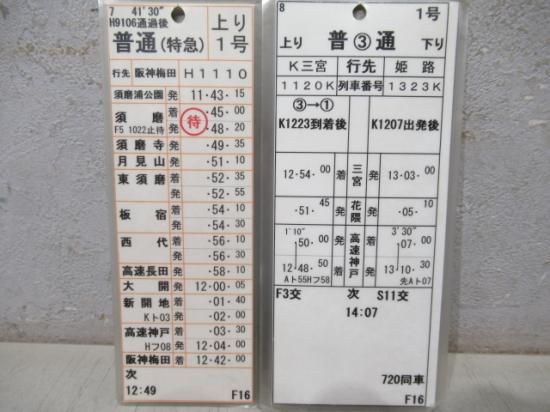 7 41'30"
H9106通過後
上り
普通(特急)
1号
行先 阪神梅田 H1110
須磨浦公園 発 11・43・15
着 ・45・00
須磨 待
F5 1022止待 発 ・48・20
須磨寺 発 ・49・35
月見山 発 ・51・10
東須磨 着 ・52・35
発 ・52・55
板宿 着 ・54・10
発 ・54・30
西代 着 ・56・10
発 ・56・30
高速長田 発 ・58・10
大開 発 12・00・05
新開地 着 ・01・40
Kト03 発 ・02・00
高速神戸 着 ・03・30
Hフ08 発 12・04・00
阪神梅田 着 12・42・00
次
12:49
F16
8
1号
上り 普③通 下り
K三宮 行先 姫路
1120K 列車番号 1323K
③→①
K1223到着後 K1207出発後
12・54・00 着 三宮 発 13・03・00
・51・45 発 花隈 発 ・05・10
1'10" 3'30"
・50・00 発 高速神戸 着 ・07・00
12・48・50 着 発 13・10・30
Aト55Hフ58 先Aト07
F3交 次 S11交
14:07
720同車
F16